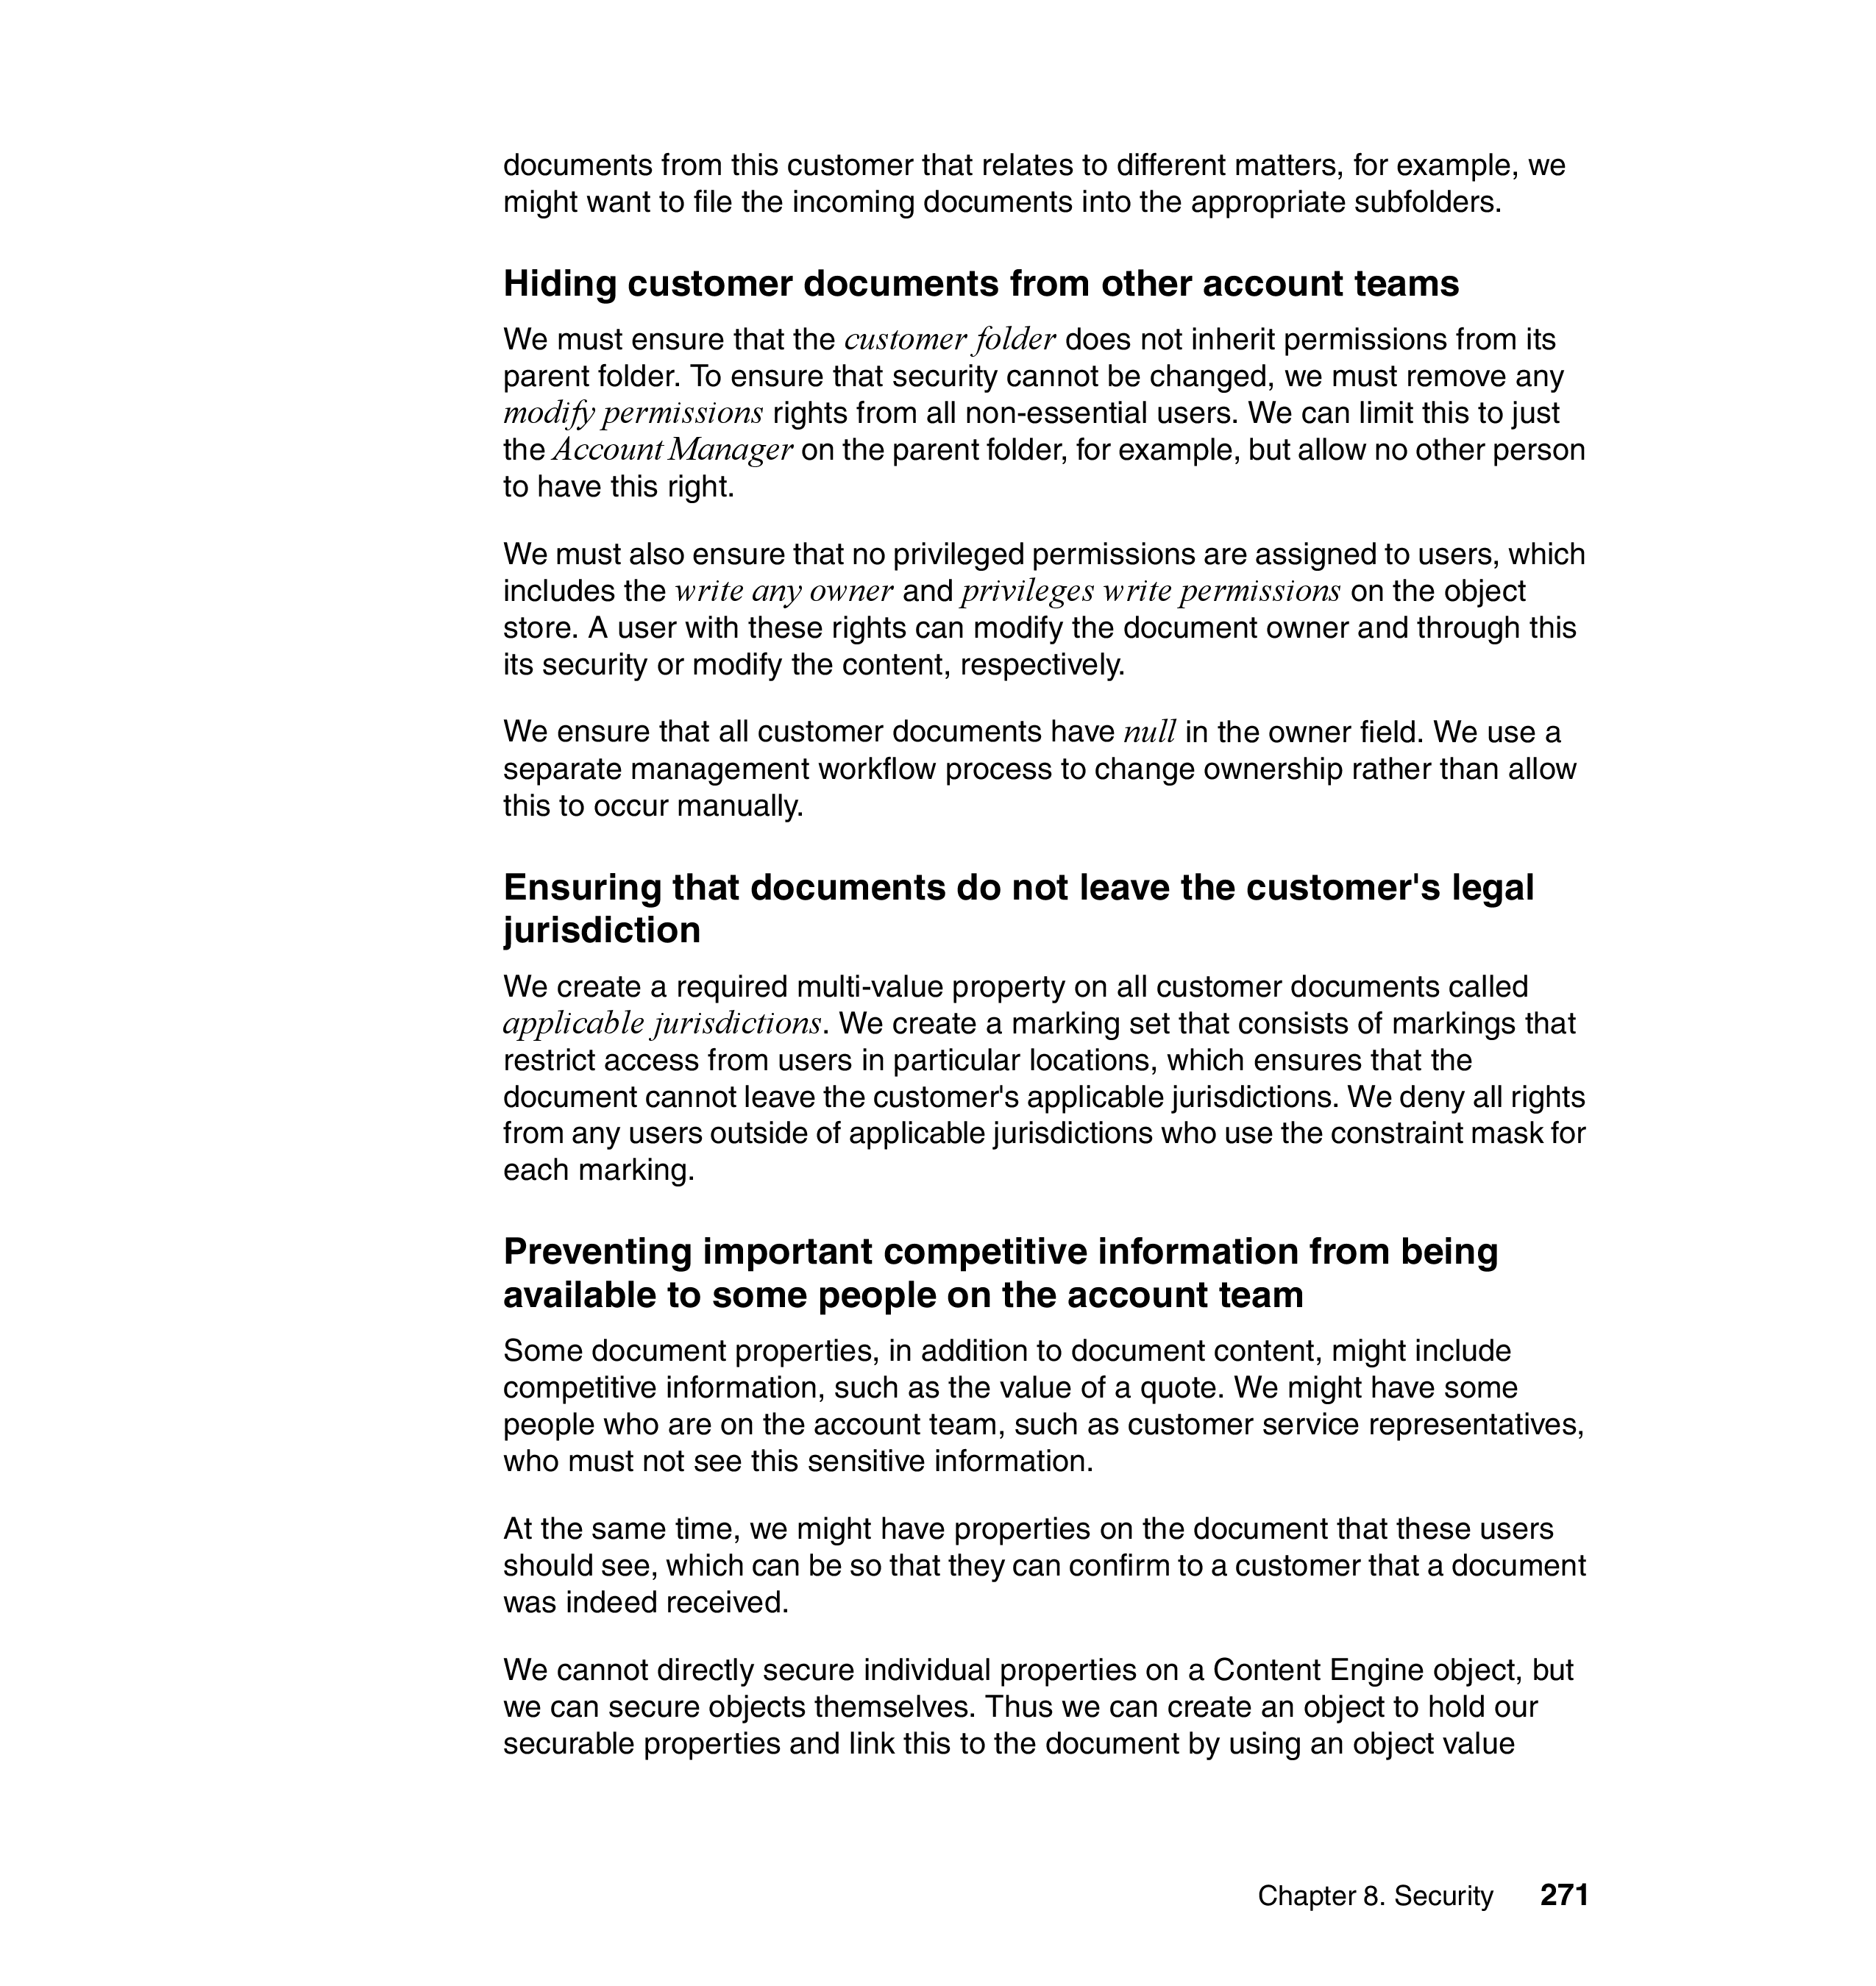 documents from this customer that relates to different matters, for example, we
might want to file the incoming documents into the appropriate subfolders.
Hiding customer documents from other account teams
We must ensure that the customer folder does not inherit permissions from its
parent folder. To ensure that security cannot be changed, we must remove any
modify permissions rights from all non-essential users. We can limit this to just
the Account Manager on the parent folder, for example, but allow no other person
to have this right.
We must also ensure that no privileged permissions are assigned to users, which
includes the write any owner and privileges write permissions on the object
store. A user with these rights can modify the document owner and through this
its security or modify the content, respectively.
We ensure that all customer documents have null in the owner field. We use a
separate management workflow process to change ownership rather than allow
this to occur manually.
Ensuring that documents do not leave the customer's legal
jurisdiction
We create a required multi-value property on all customer documents called
applicable jurisdictions. We create a marking set that consists of markings that
restrict access from users in particular locations, which ensures that the
document cannot leave the customer's applicable jurisdictions. We deny all rights
from any users outside of applicable jurisdictions who use the constraint mask for
each marking.
Preventing important competitive information from being
available to some people on the account team
Some document properties, in addition to document content, might include
competitive information, such as the value of a quote. We might have some
people who are on the account team, such as customer service representatives,
who must not see this sensitive information.
At the same time, we might have properties on the document that these users
should see, which can be so that they can confirm to a customer that a document
was indeed received.
We cannot directly secure individual properties on a Content Engine object, but
we can secure objects themselves. Thus we can create an object to hold our
securable properties and link this to the document by using an object value
Chapter 8. Security 271